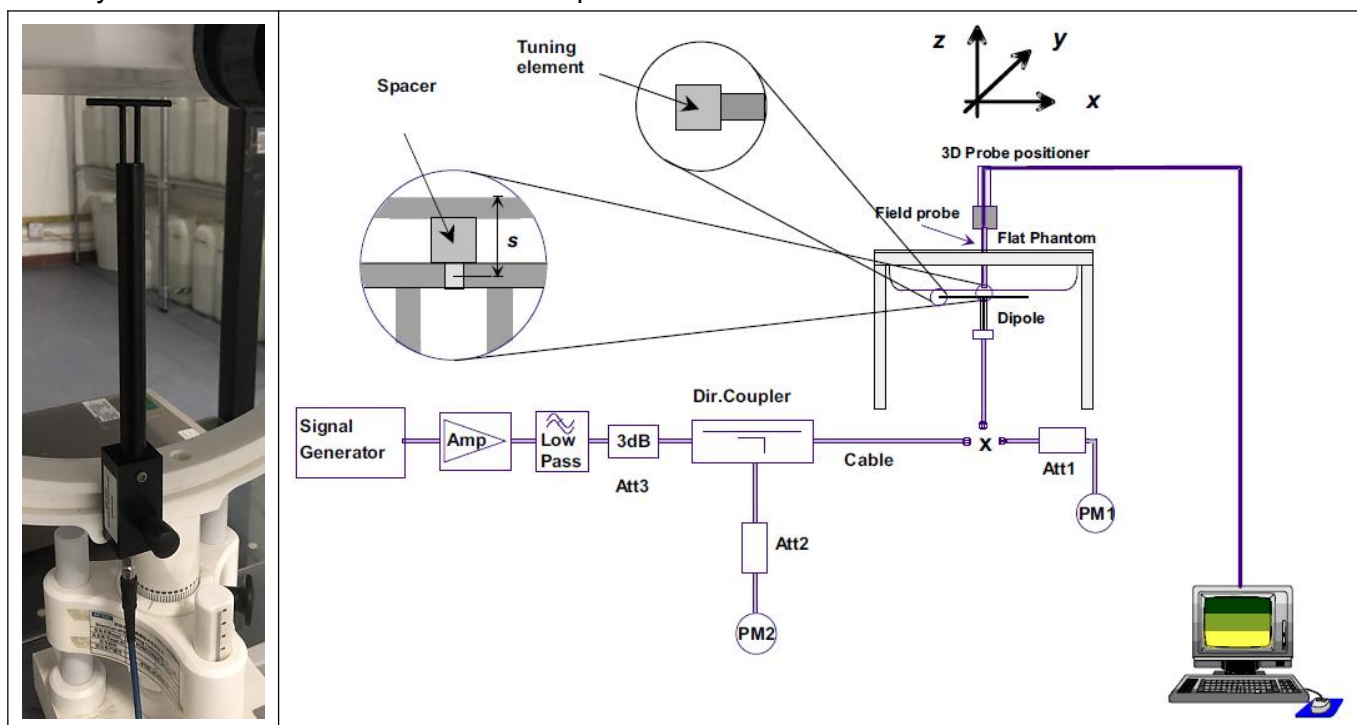 Tuning
element
Spacer
s
z
y
x
3D Probe positioner
Field probe
Flat Phantom
Dipole
Dir.Coupler
Signal
Generator
Amp
Low
Pass
3dB
Att3
Cable
X
Att1
PM1
Att2
PM2